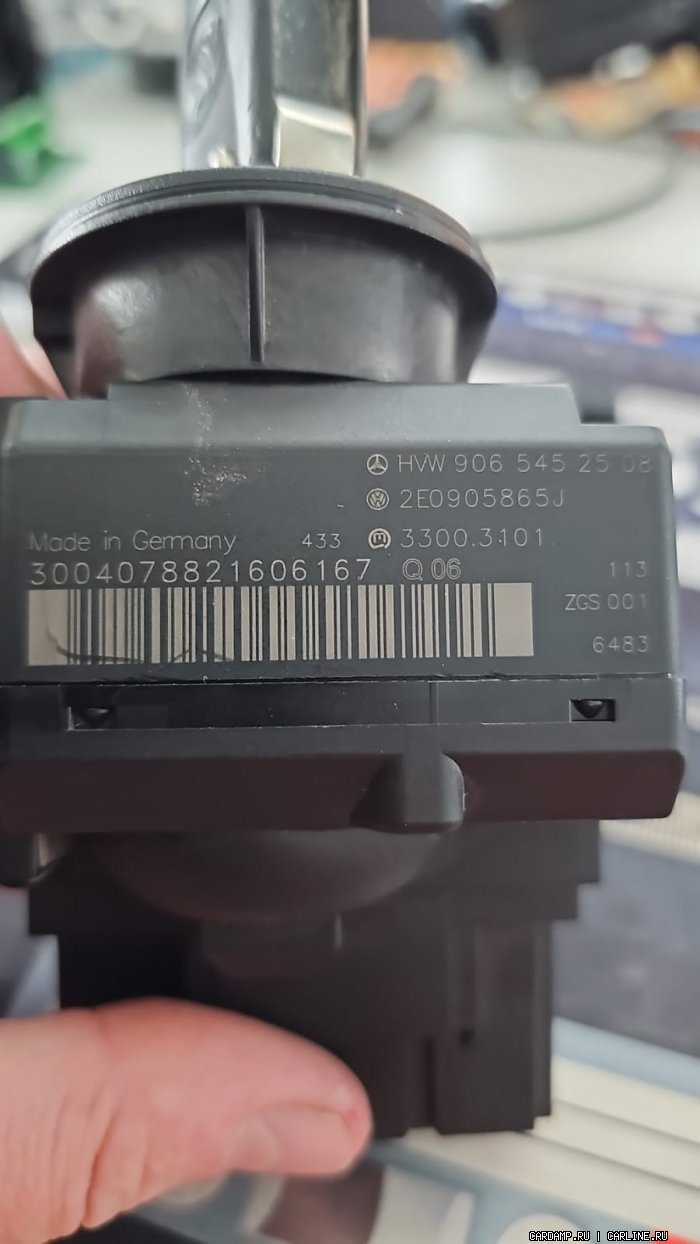 HVW 906 545 25 08
2E0905865J
Made in Germany 433 3300.3101
3004078821606167 Q 06 113
ZGS 001
6483
CARDAMP.RU | CARLINE.RU